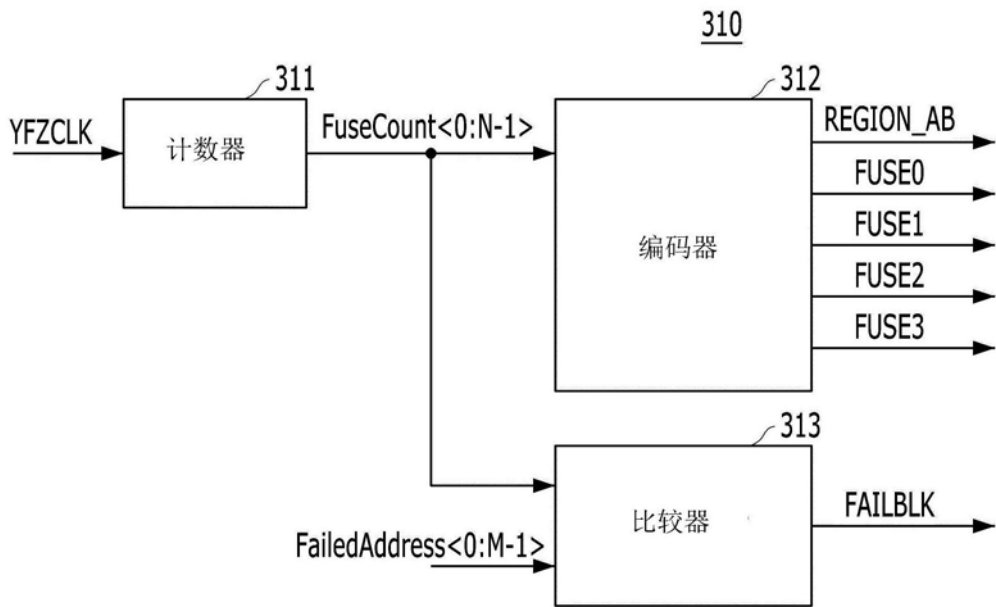 310
311
312
YFZCLK
计数器
FuseCount<0:N-1>
编码器
REGION_AB
FUSE0
FUSE1
FUSE2
FUSE3
313
FailedAddress<0:M-1>
比较器
FAILBLK